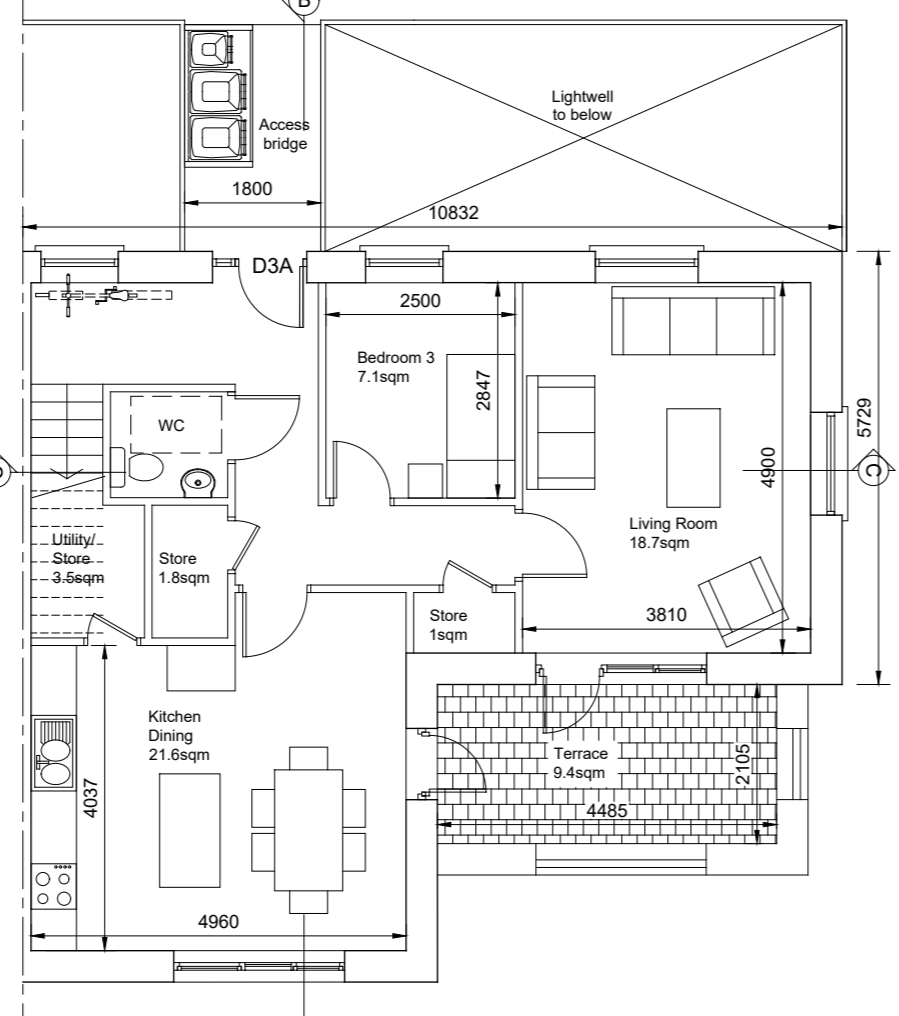 B
Lightwell
to below
Access
bridge
1800
10832
D3A
2500
Bedroom 3
7.1sqm
2847
WC
5729
4900
C
Living Room
18.7sqm
Utility/
Store
3.5sqm
Store
1.8sqm
Store
1sqm
3810
Kitchen
Dining
21.6sqm
Terrace
9.4sqm
2105
4037
4485
4960